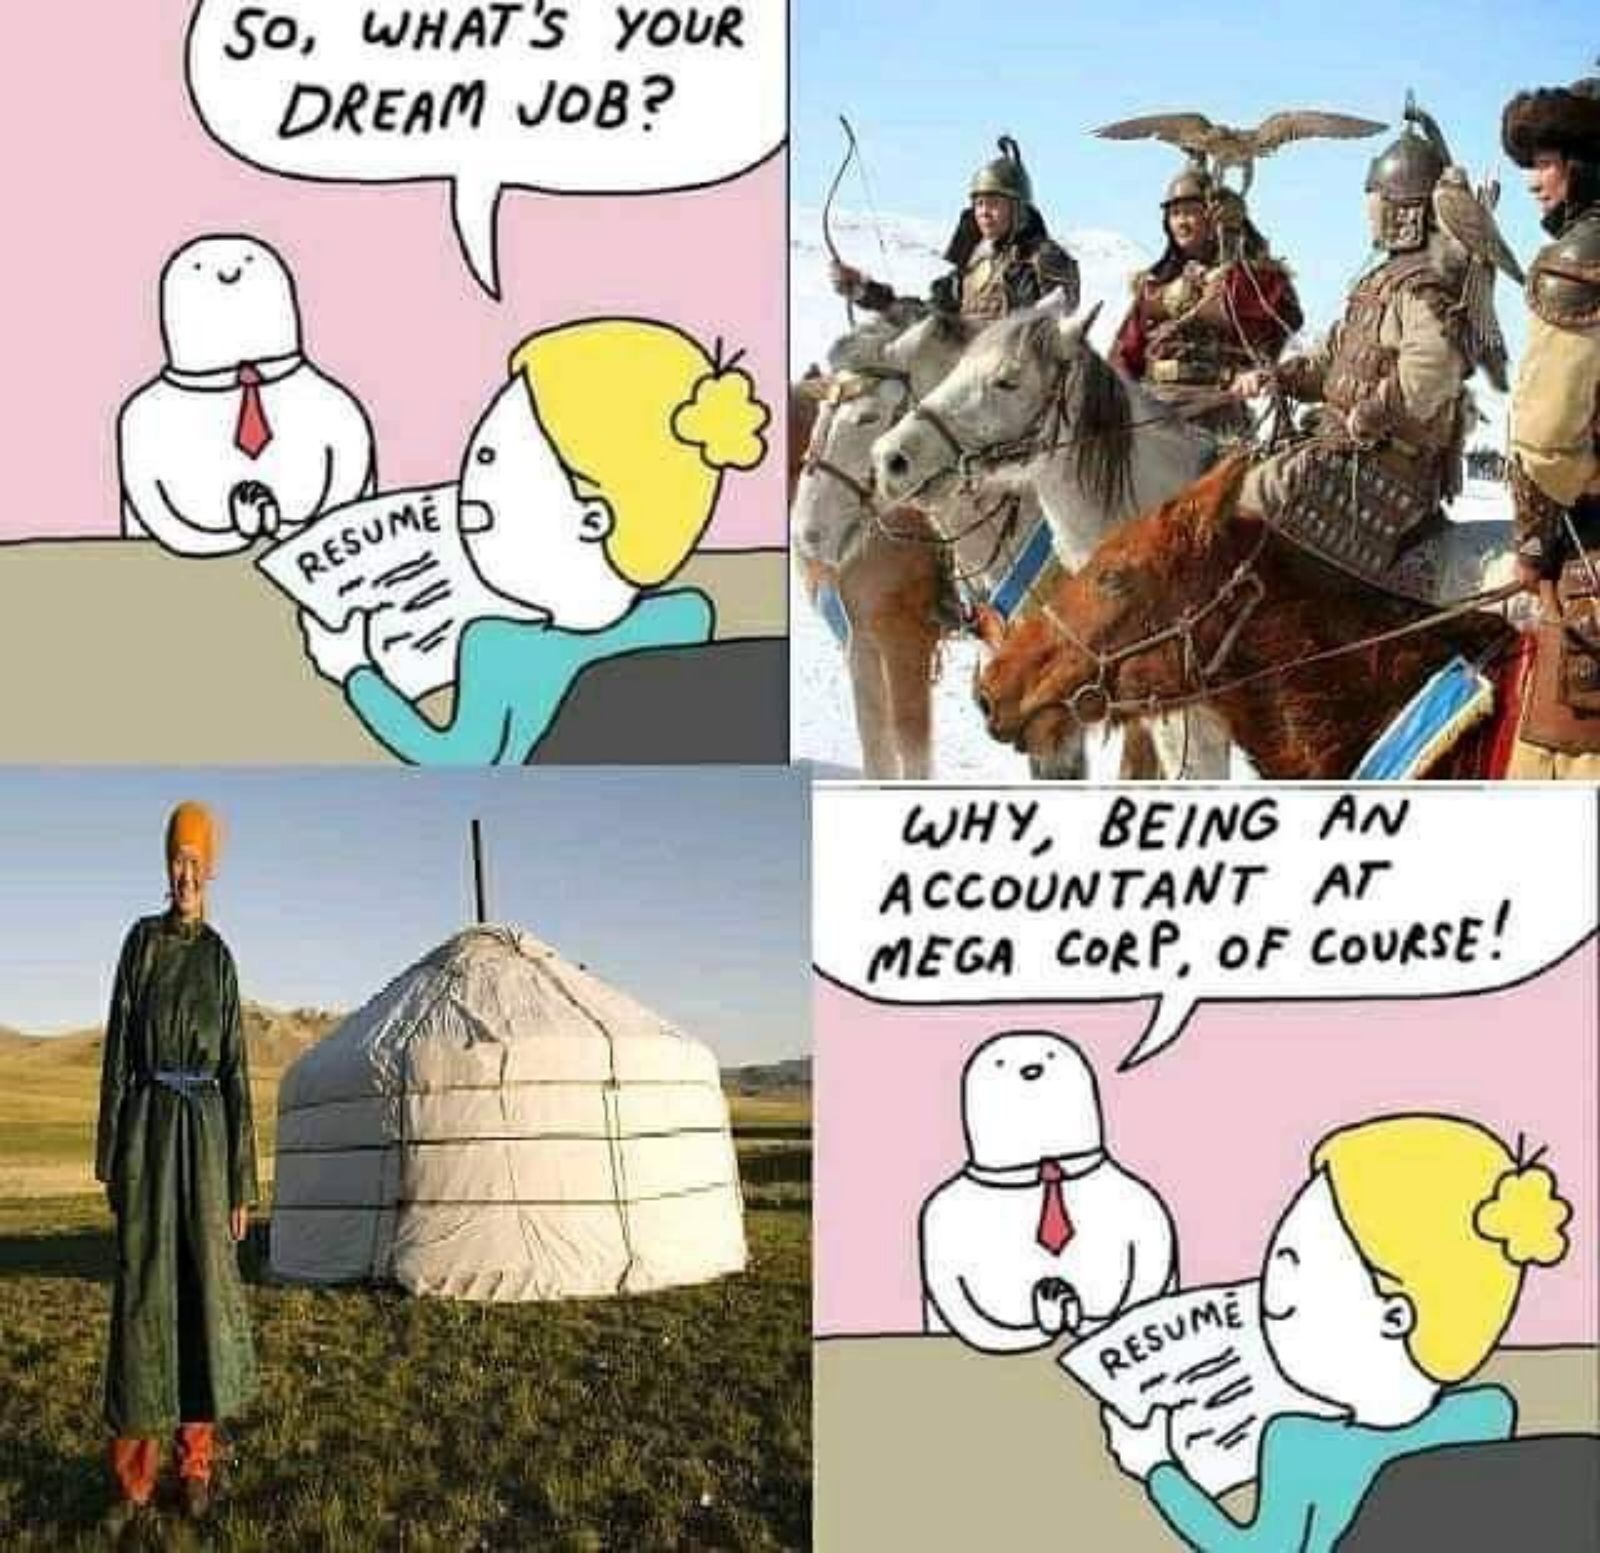 SO, WHAT'S YOUR
DREAM JOB?
RESUMÉ
WHY, BEING AN
ACCOUNTANT AT
MEGA CORP, OF COURSE!
RESUMÉ